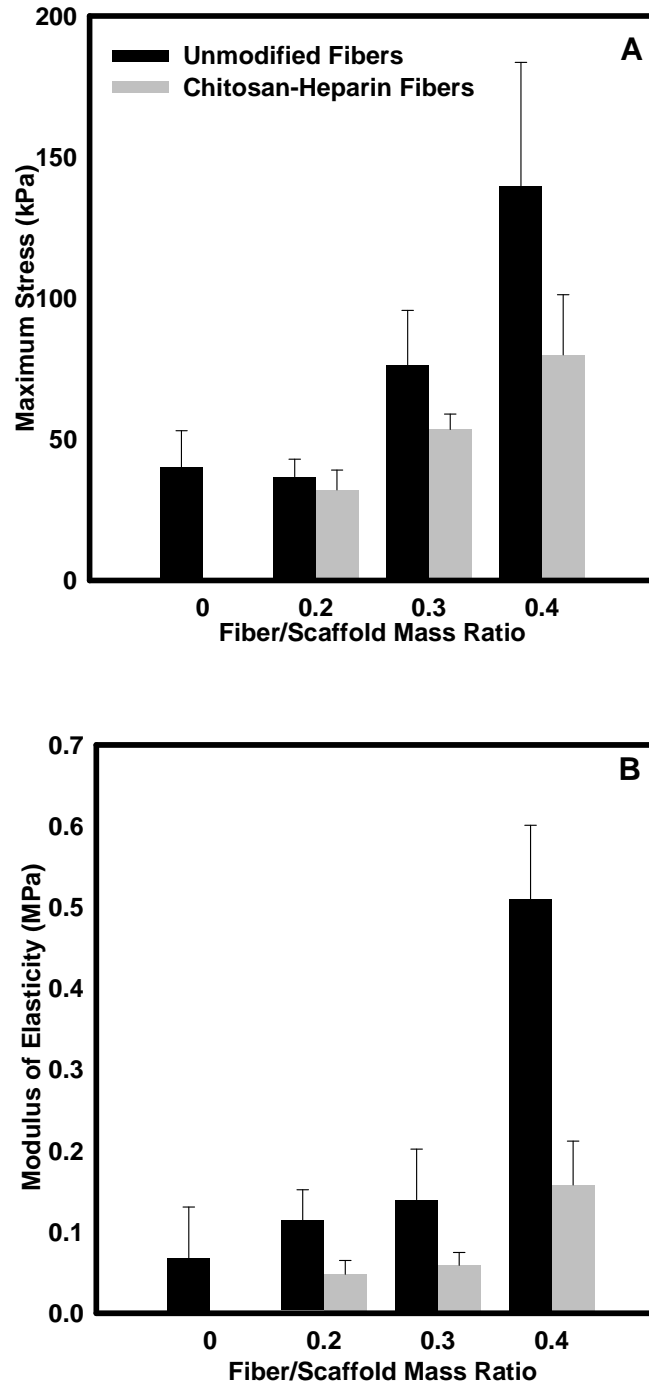 200
A
Unmodified Fibers
Chitosan-Heparin Fibers
150
100
50
0
Maximum Stress (kPa)
0 0.2 0.3 0.4
Fiber/Scaffold Mass Ratio
0.7
B
0.6
0.5
0.4
0.3
0.2
0.1
0.0
Modulus of Elasticity (MPa)
0 0.2 0.3 0.4
Fiber/Scaffold Mass Ratio